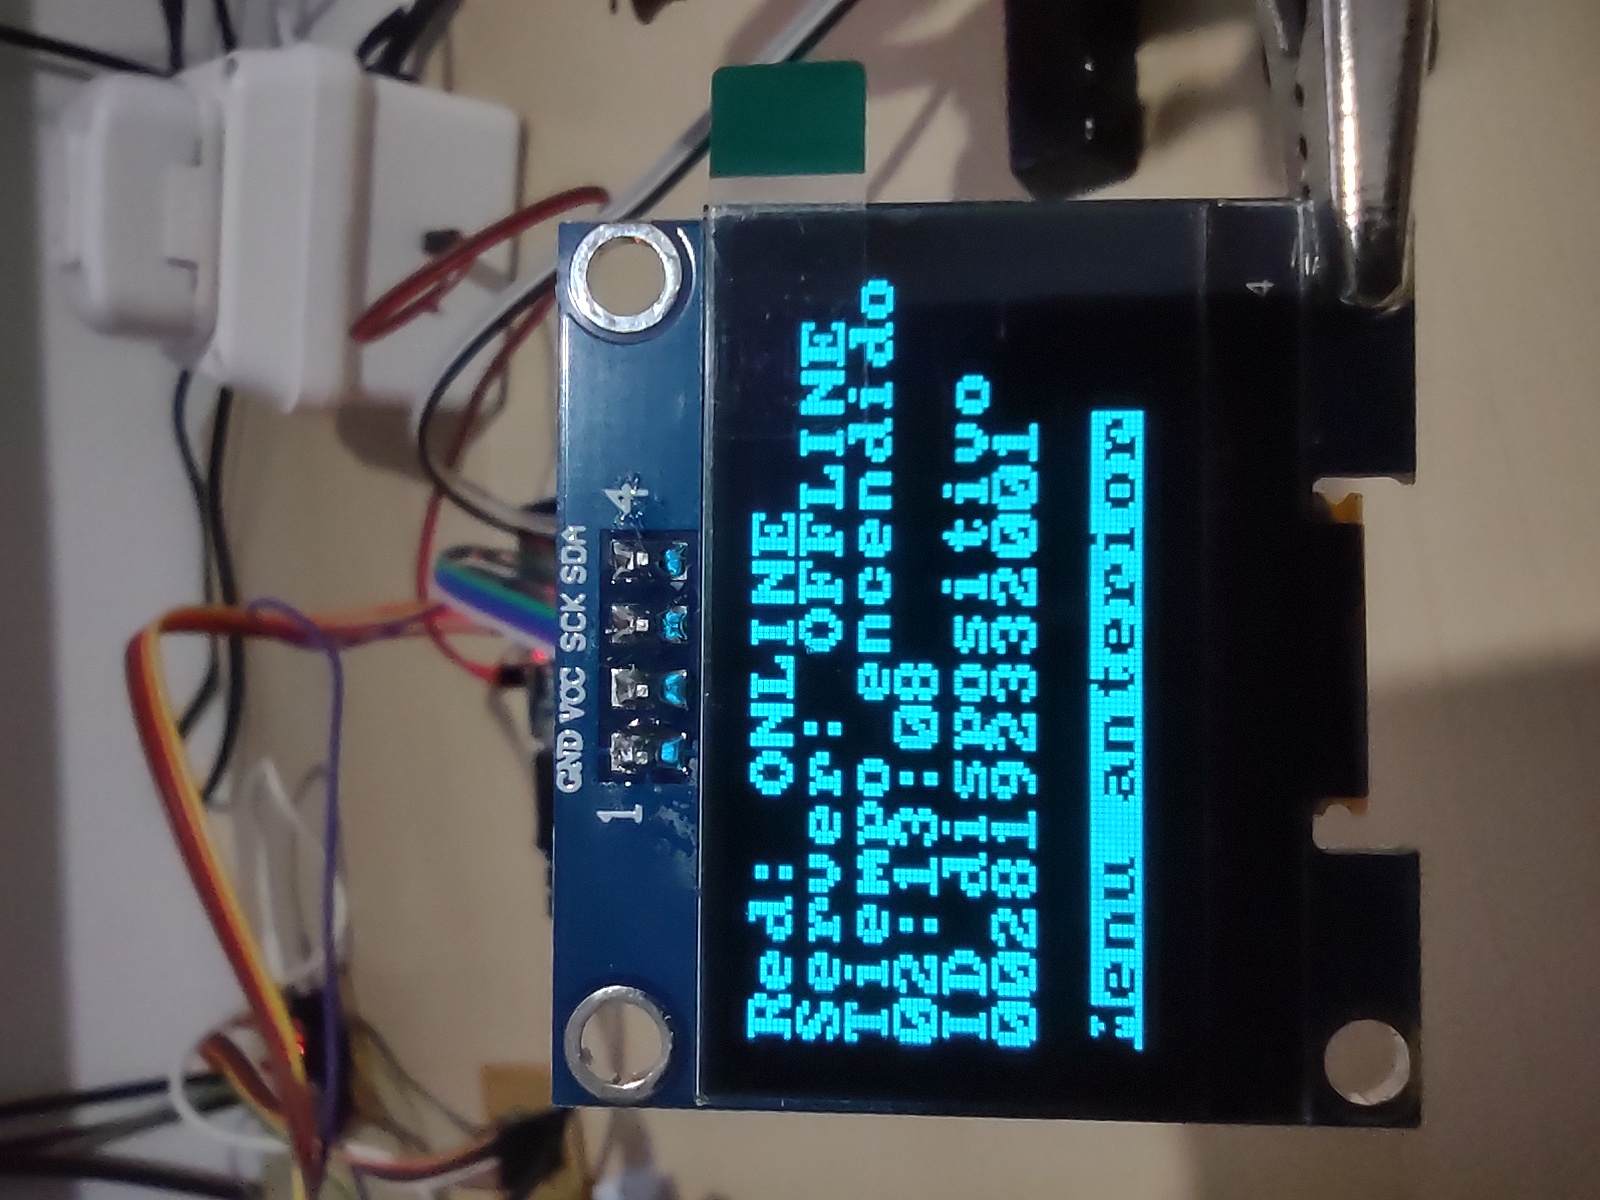 GND VCC SCK SDA
1 4
Red: ONLINE
Server: OFFLINE
Tiempo encendido
02:13:08
ID dispositivo
0028192332001
Menu anterior
4